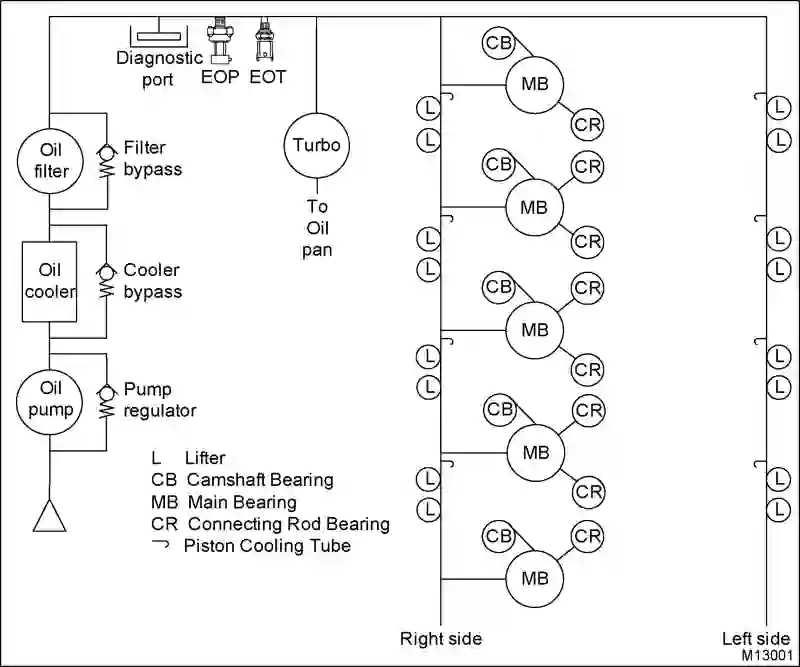 Diagnostic
port
EOP
EOT
Oil
filter
Filter
bypass
Turbo
To
Oil
pan
Oil
cooler
Cooler
bypass
Oil
pump
Pump
regulator
L Lifter
CB Camshaft Bearing
MB Main Bearing
CR Connecting Rod Bearing
Piston Cooling Tube
CB
MB
CR
L
L
CB
CR
MB
CR
L
L
CB
CR
MB
CR
L
L
CB
CR
MB
CR
L
L
CB
CR
MB
L
L
L
L
L
L
L
L
Right side
Left side
M13001